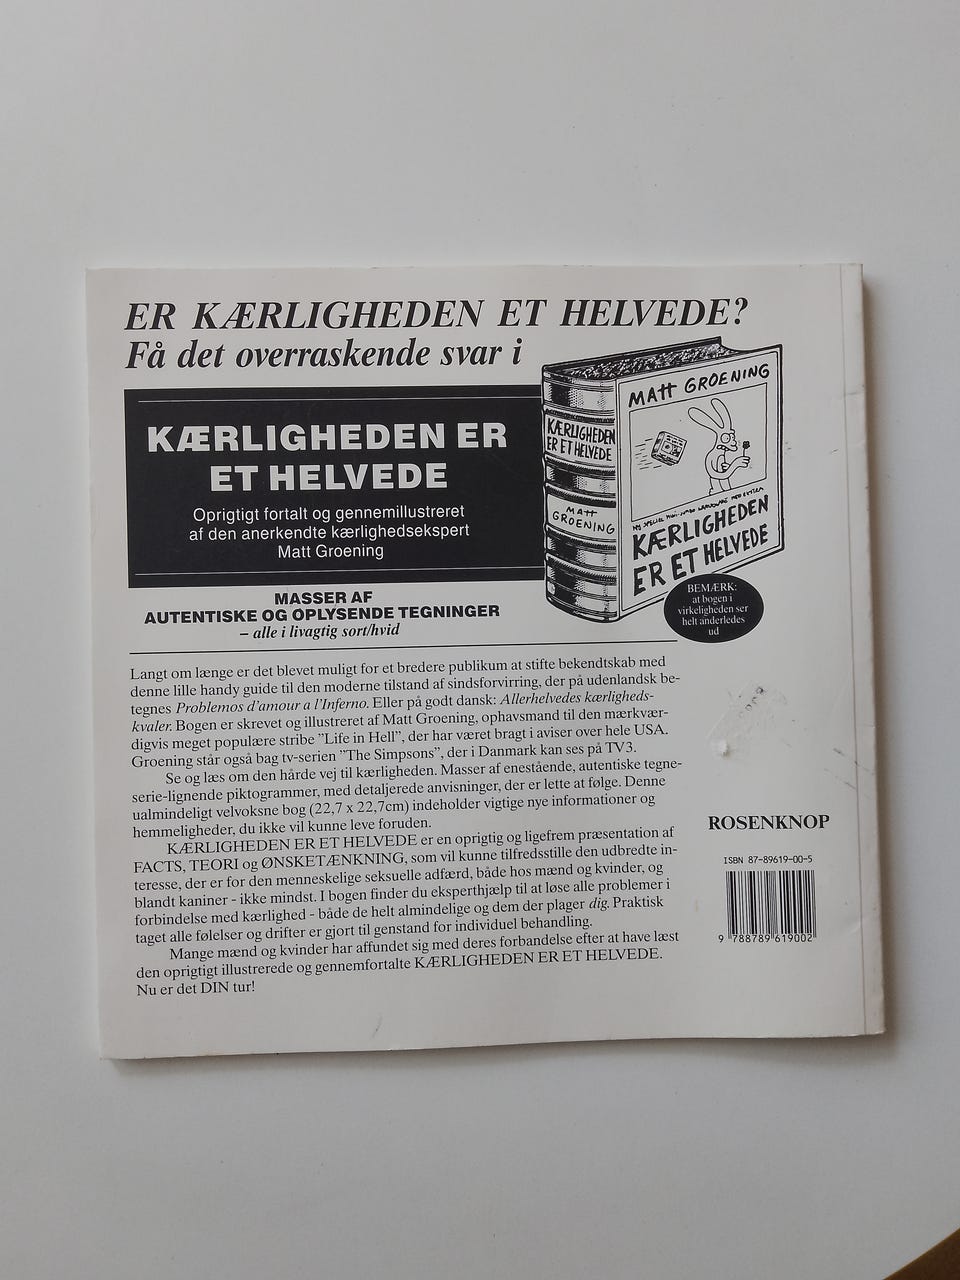 ER KÆRLIGHEDEN ET HELVEDE?
Få det overraskende svar i
KÆRLIGHEDEN ER
ET HELVEDE
Oprigtigt fortalt og gennemillustreret
af den anerkendte kærlighedsekspert
Matt Groening
MASSER AF
AUTENTISKE OG OPLYSENDE TEGNINGER
– alle i livagtig sort/hvid
KÆRLIGHEDEN
ER ET HELVEDE
MATT
GROENING
MATT GROENING
KÆRLIGHEDEN
ER ET HELVEDE
BEMÆRK:
at bogen i
virkeligheden ser
helt anderledes
ud
Langt om længe er det blevet muligt for et bredere publikum at stifte bekendtskab med
denne lille handy guide til den moderne tilstand af sindsforvirring, der på udenlandsk be-
tegnes Problemos d'amour a l'Inferno. Eller på godt dansk: Allerhelvedes kærligheds-
kvaler. Bogen er skrevet og illustreret af Matt Groening, ophavsmand til den mærkvær-
digvis meget populære stribe "Life in Hell", der har været bragt i aviser over hele USA.
Groening står også bag tv-serien "The Simpsons", der i Danmark kan ses på TV3.
Se og læs om den hårde vej til kærligheden. Masser af enestående, autentiske tegne-
serie-lignende piktogrammer, med detaljerede anvisninger, der er lette at følge. Denne
ualmindeligt velvoksne bog (22,7 x 22,7cm) indeholder vigtige nye informationer og
hemmeligheder, du ikke vil kunne leve foruden.
KÆRLIGHEDEN ER ET HELVEDE er en oprigtig og ligefrem præsentation af
FACTS, TEORI og ØNSKETÆNKNING, som vil kunne tilfredsstille den udbredte in-
teresse, der er for den menneskelige seksuelle adfærd, både hos mænd og kvinder, og
blandt kaniner - ikke mindst. I bogen finder du eksperthjælp til at løse alle problemer i
forbindelse med kærlighed - både de helt almindelige og dem der plager dig. Praktisk
taget alle følelser og drifter er gjort til genstand for individuel behandling.
Mange mænd og kvinder har affundet sig med deres forbandelse efter at have læst
den oprigtigt illustrerede og gennemfortalte KÆRLIGHEDEN ER ET HELVEDE.
Nu er det DIN tur!
ROSENKNOP
ISBN 87-89619-00-5
9 788789 619002